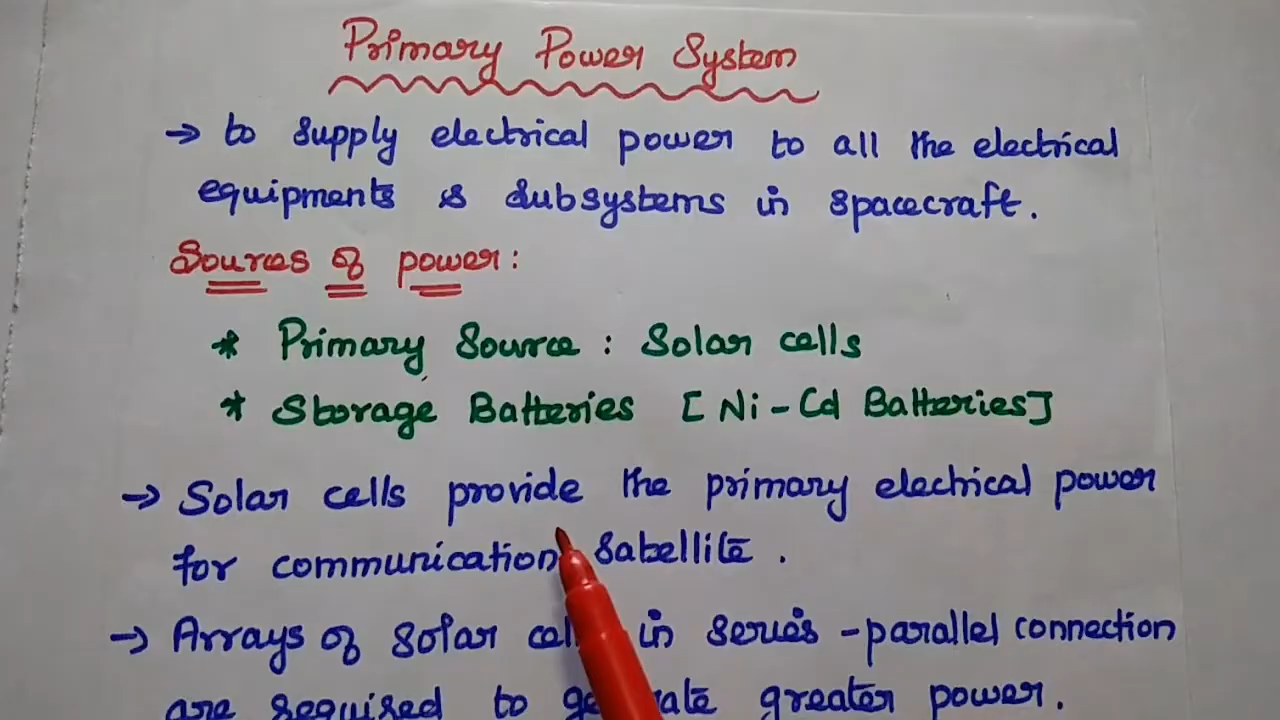 Primary Power System
→ to supply electrical power to all the electrical
equipments & subsystems in spacecraft.
Sources of power:
* Primary Source : Solar cells
* Storage Batteries [Ni-Cd Batteries]
→ Solar cells provide the primary electrical power
for communication satellite.
→ Arrays of solar in series-parallel connection
are required to greater power.